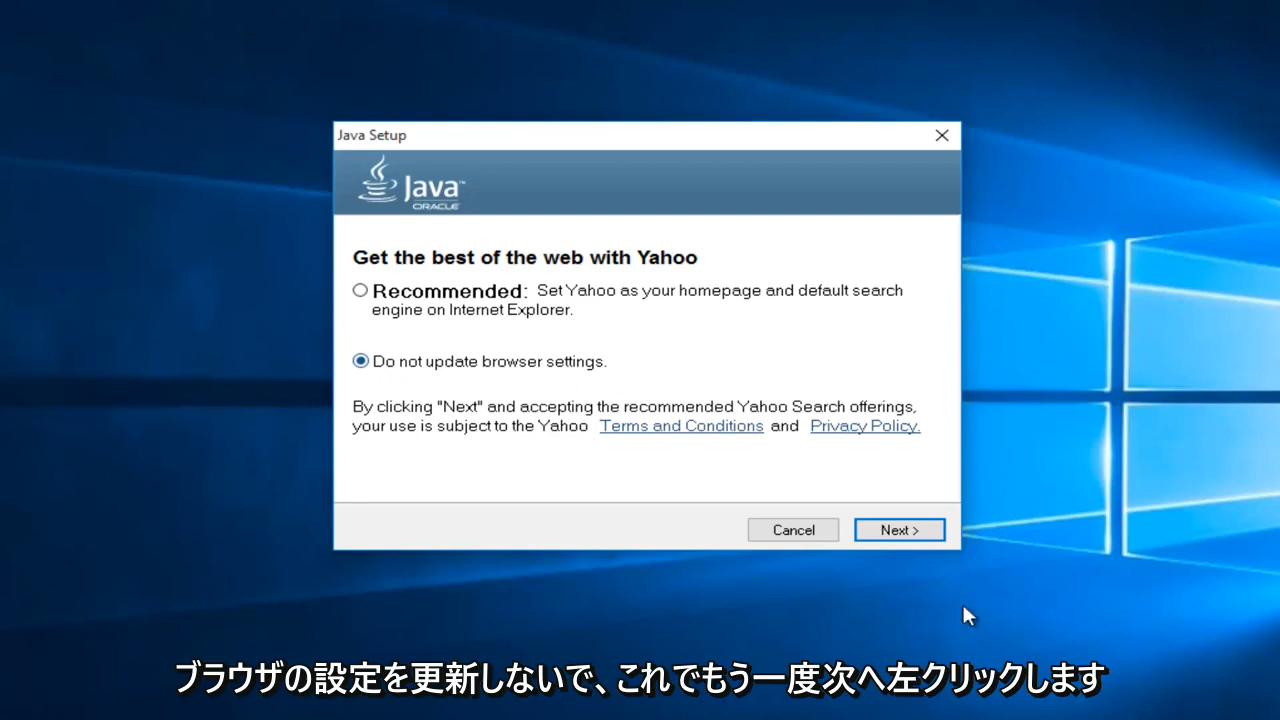 Java Setup
Java™
ORACLE
Get the best of the web with Yahoo
Recommended: Set Yahoo as your homepage and default search
engine on Internet Explorer.
Do not update browser settings.
By clicking "Next" and accepting the recommended Yahoo Search offerings,
your use is subject to the Yahoo Terms and Conditions and Privacy Policy.
Cancel
Next >
ブラウザの設定を更新しないで、これでもう一度次へ左クリックします